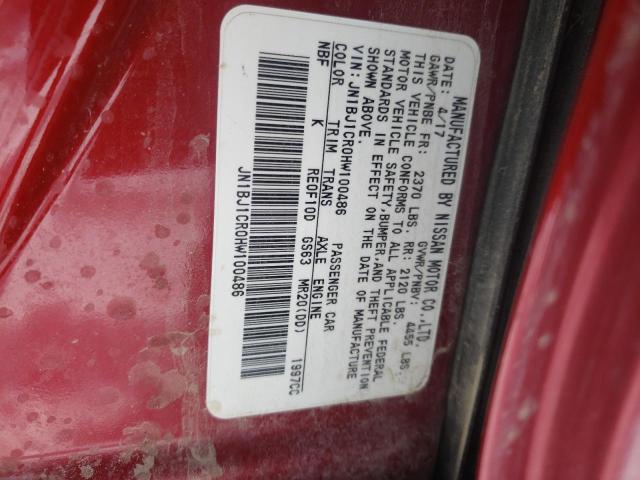 MANUFACTURED BY NISSAN MOTOR CO.,LTD.
DATE: 4/17 GVWR/PNBV: 4455 LBS.
GAWR/PNBE FR: 2370 LBS. RR: 2120 LBS.
THIS VEHICLE CONFORMS TO ALL APPLICABLE FEDERAL
MOTOR VEHICLE SAFETY,BUMPER,AND THEFT PREVENTION
STANDARDS IN EFFECT ON THE DATE OF MANUFACTURE
SHOWN ABOVE.
VIN:JN1BJ1CR0HW100486 PASSENGER CAR
COLOR TRIM TRANS AXLE ENGINE
NBF K RE0F10D GS63 MR20(DD) 1997CC
JN1BJ1CR0HW100486